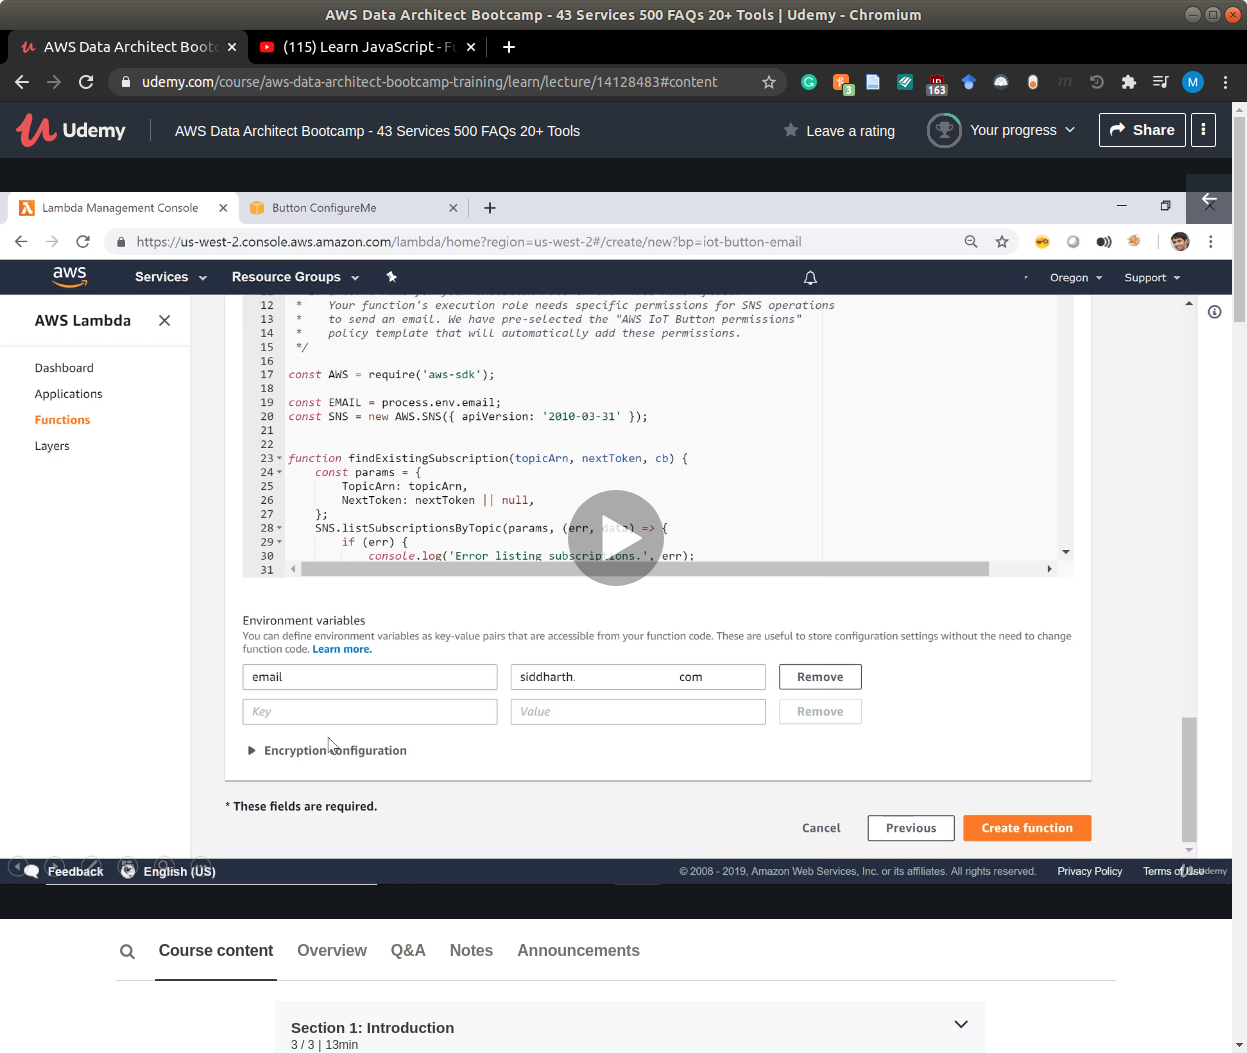 AWS Data Architect Bootcamp - 43 Services 500 FAQs 20+ Tools | Udemy - Chromium
AWS Data Architect Bootc
(115) Learn JavaScript - Fu
udemy.com/course/aws-data-architect-bootcamp-training/learn/lecture/14128483#content
3
163
M
Udemy
AWS Data Architect Bootcamp - 43 Services 500 FAQs 20+ Tools
Leave a rating
Your progress
Share
Lambda Management Console
Button ConfigureMe
https://us-west-2.console.aws.amazon.com/lambda/home?region=us-west-2#/create/new?bp=iot-button-email
aws
Services
Resource Groups
Oregon
Support
AWS Lambda
Dashboard
Applications
Functions
Layers
12 * Your function's execution role needs specific permissions for SNS operations
13 * to send an email. We have pre-selected the "AWS IoT Button permissions"
14 * policy template that will automatically add these permissions.
15 */
16
17 const AWS = require('aws-sdk');
18
19 const EMAIL = process.env.email;
20 const SNS = new AWS.SNS({ apiVersion: '2010-03-31' });
21
22
23 function findExistingSubscription(topicArn, nextToken, cb) {
24 const params = {
25 TopicArn: topicArn,
26 NextToken: nextToken || null,
27 };
28 SNS.listSubscriptionsByTopic(params, (err, data) => {
29 if (err) {
30 console.log('Error listing subscriptions.', err);
31
Environment variables
You can define environment variables as key-value pairs that are accessible from your function code. These are useful to store configuration settings without the need to change
function code. Learn more.
email
siddharth. com
Remove
Key
Value
Remove
Encryption configuration
* These fields are required.
Cancel
Previous
Create function
Feedback
English (US)
© 2008 - 2019, Amazon Web Services, Inc. or its affiliates. All rights reserved.
Privacy Policy
Terms of Use
Udemy
Course content
Overview
Q&A
Notes
Announcements
Section 1: Introduction
3 / 3 | 13min